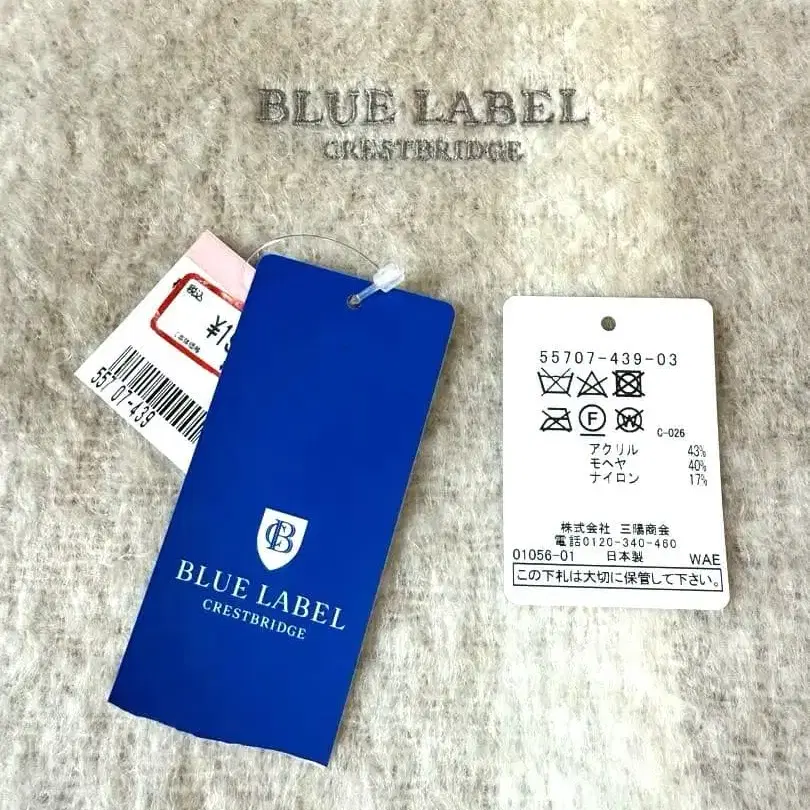 BLUE LABEL
CRESTBRIDGE
税込
¥1
55707-439
BLUE LABEL
CRESTBRIDGE
55707-439-03
F
W
C-026
アクリル 43%
モヘヤ 40%
ナイロン 17%
株式会社 三陽商会
電話0120-340-460
01056-01 日本製 WAE
この下札は大切に保管して下さい。